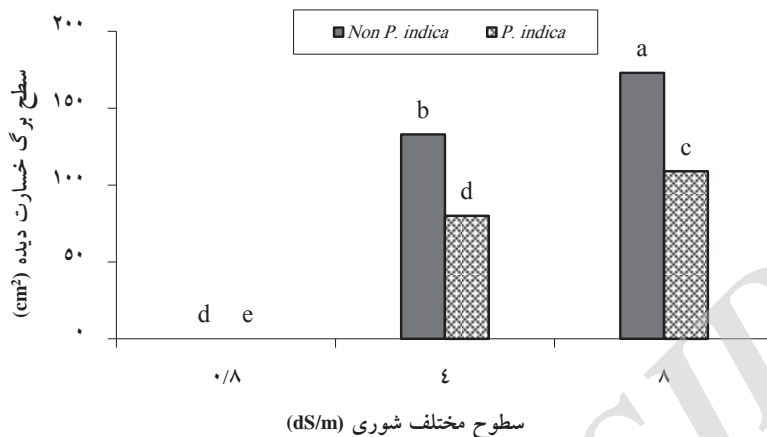 Non P. indica P. indica
سطح برگ خسارت دیده
(cm²)
۲۰۰
۱۵۰
۱۰۰
۵۰
۰
d e
b
d
a
c
۰/۸ ٤ ۸
سطوح مختلف شوری (dS/m)
SID